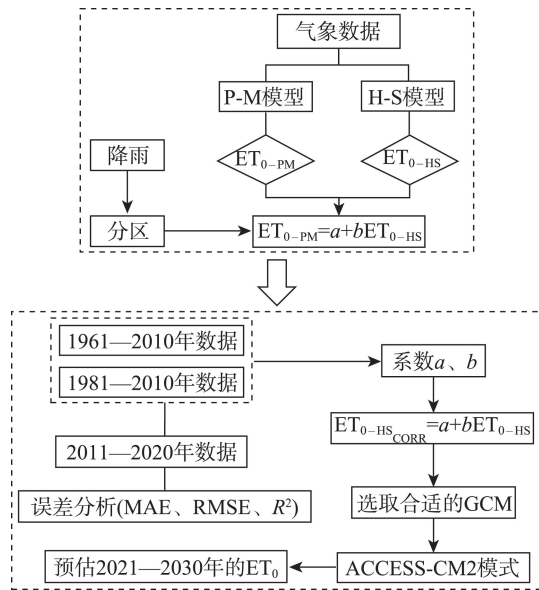 气象数据
P-M模型
H-S模型
ET₀₋PM
ET₀₋HS
降雨
分区
ET₀₋PM=a+bET₀₋HS
1961—2010年数据
1981—2010年数据
系数a、b
2011—2020年数据
ET₀₋HS_CORR=a+bET₀₋HS
误差分析(MAE、RMSE、R²)
选取合适的GCM
预估2021—2030年的ET₀
ACCESS-CM2模式